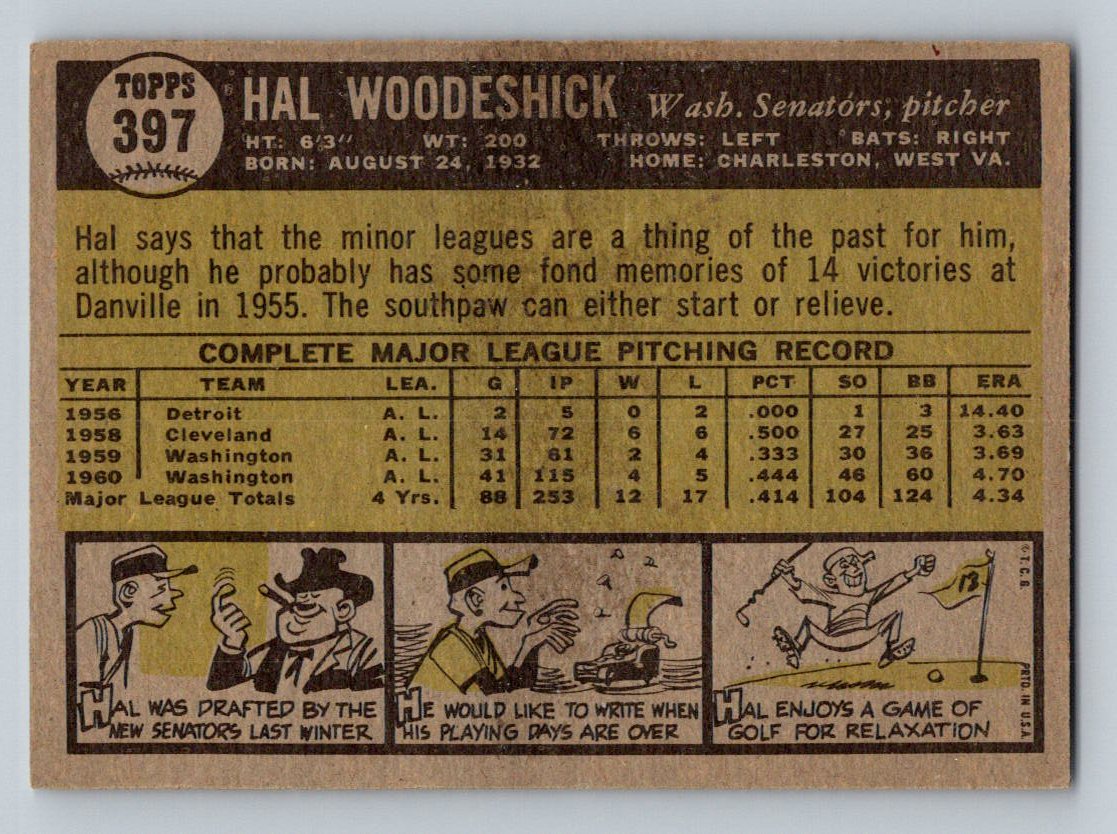 TOPPS
397
HAL WOODESHICK Wash. Senators, pitcher
HT: 6'3" WT: 200 THROWS: LEFT BATS: RIGHT
BORN: AUGUST 24, 1932 HOME: CHARLESTON, WEST VA.
Hal says that the minor leagues are a thing of the past for him,
although he probably has some fond memories of 14 victories at
Danville in 1955. The southpaw can either start or relieve.
COMPLETE MAJOR LEAGUE PITCHING RECORD
YEAR TEAM LEA. G IP W L PCT SO BB ERA
1956 Detroit A. L. 2 5 0 2 .000 1 3 14.40
1958 Cleveland A. L. 14 72 6 6 .500 27 25 3.63
1959 Washington A. L. 31 61 2 4 .333 30 36 3.69
1960 Washington A. L. 41 115 4 5 .444 46 60 4.70
Major League Totals 4 Yrs. 88 253 12 17 .414 104 124 4.34
HAL WAS DRAFTED BY THE
NEW SENATORS LAST WINTER
HE WOULD LIKE TO WRITE WHEN
HIS PLAYING DAYS ARE OVER
13
HAL ENJOYS A GAME OF
GOLF FOR RELAXATION
© T.C.G.
PRTD. IN U.S.A.